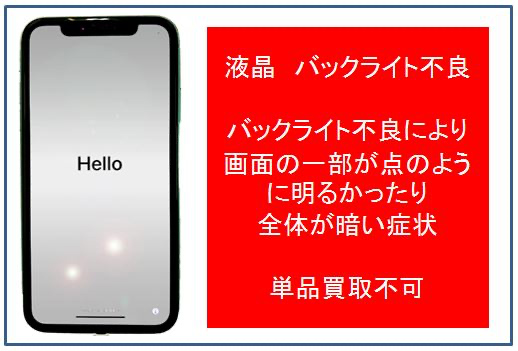 Hello
液晶　バックライト不良
バックライト不良により
画面の一部が点のよう
に明るかったり
全体が暗い症状
単品買取不可